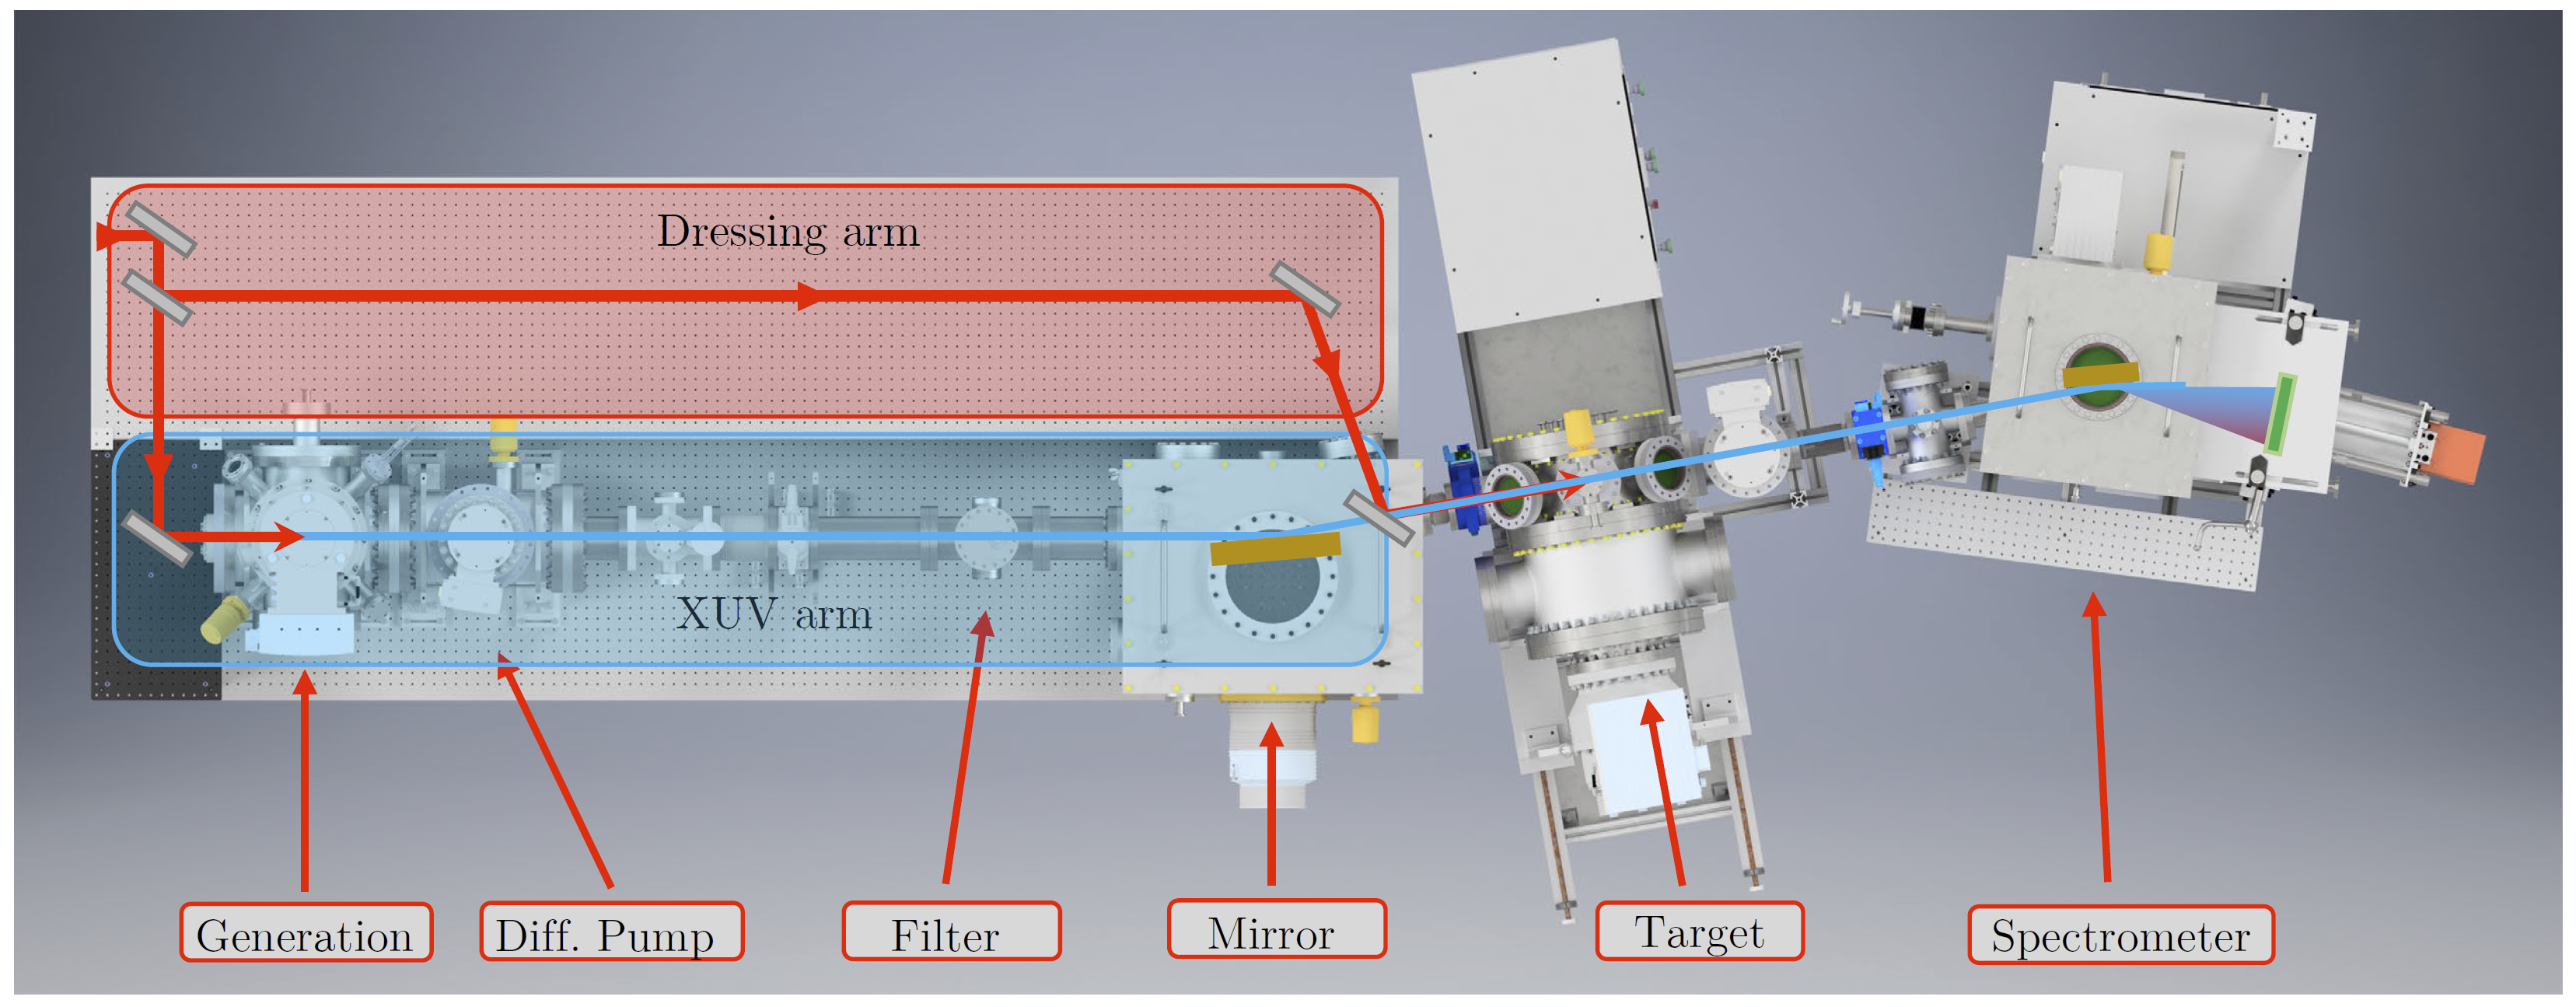 Dressing arm
XUV arm
Generation
Diff. Pump
Filter
Mirror
Target
Spectrometer